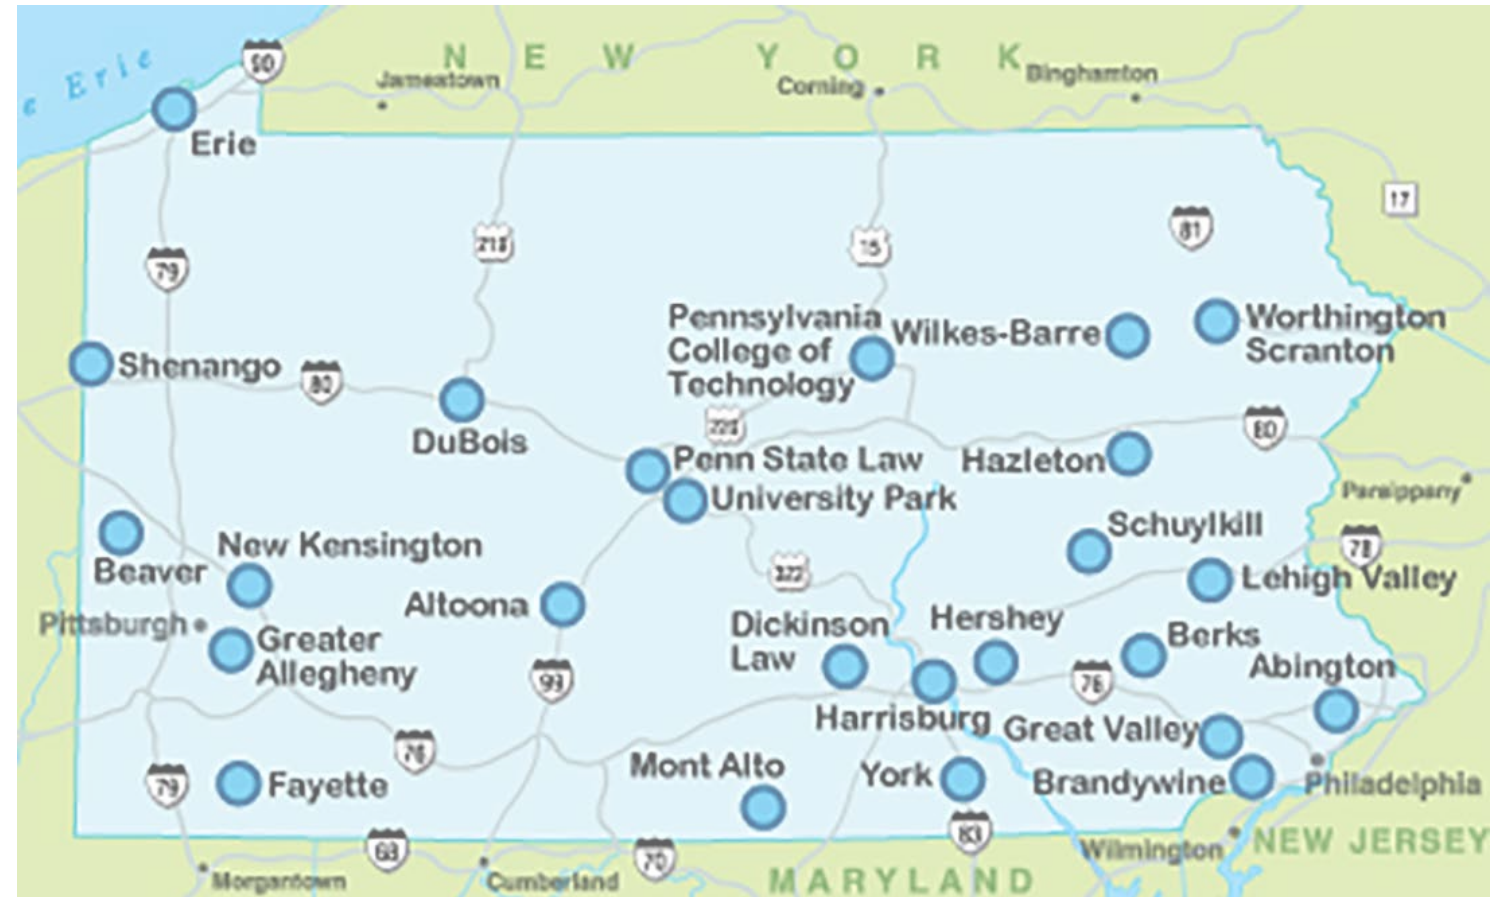 e Erie
90
N E W Y O R K
Jamestown
Corning
Binghamton
Erie
17
81
79
219
15
Pennsylvania
College of
Technology
Wilkes-Barre
Worthington
Scranton
Shenango
80
DuBois
220
80
Penn State Law
University Park
Hazleton
Parsippany
Schuylkill
78
Lehigh Valley
New Kensington
Beaver
322
Altoona
Pittsburgh
Greater
Allegheny
Dickinson
Law
Hershey
Berks
Abington
99
76
Harrisburg
Great Valley
76
Mont Alto
York
Brandywine
Philadelphia
79
Fayette
68
70
83
Wilmington
NEW JERSEY
Morgantown
Cumberland
MARYLAND